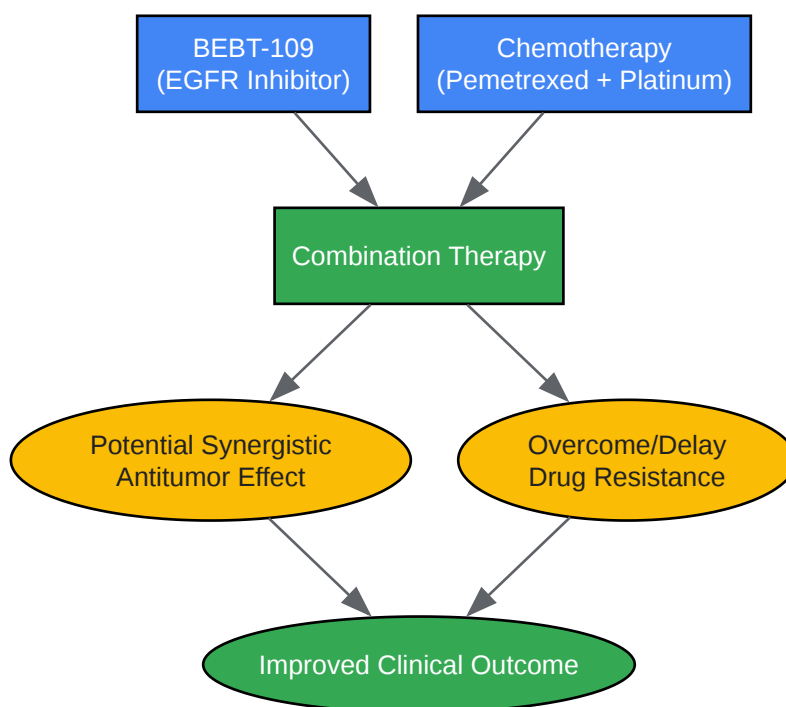 BEBT-109
(EGFR Inhibitor)
Chemotherapy
(Pemetrexed + Platinum)
Combination Therapy
Potential Synergistic
Antitumor Effect
Overcome/Delay
Drug Resistance
Improved Clinical Outcome